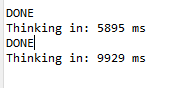 DONE
Thinking in: 5895 ms
DONE
Thinking in: 9929 ms